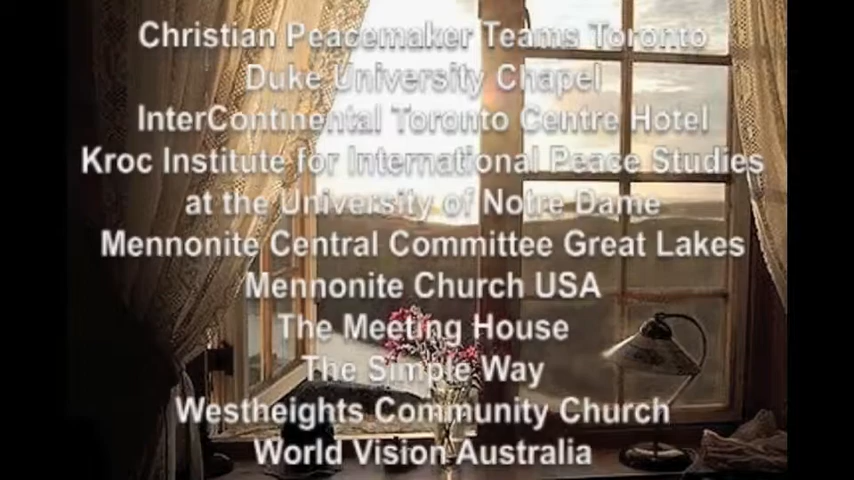 Christian Peacemaker Teams Toronto
Duke University Chapel
InterContinental Toronto Centre Hotel
Kroc Institute for International Peace Studies
at the University of Notre Dame
Mennonite Central Committee Great Lakes
Mennonite Church USA
The Meeting House
The Simple Way
Westheights Community Church
World Vision Australia